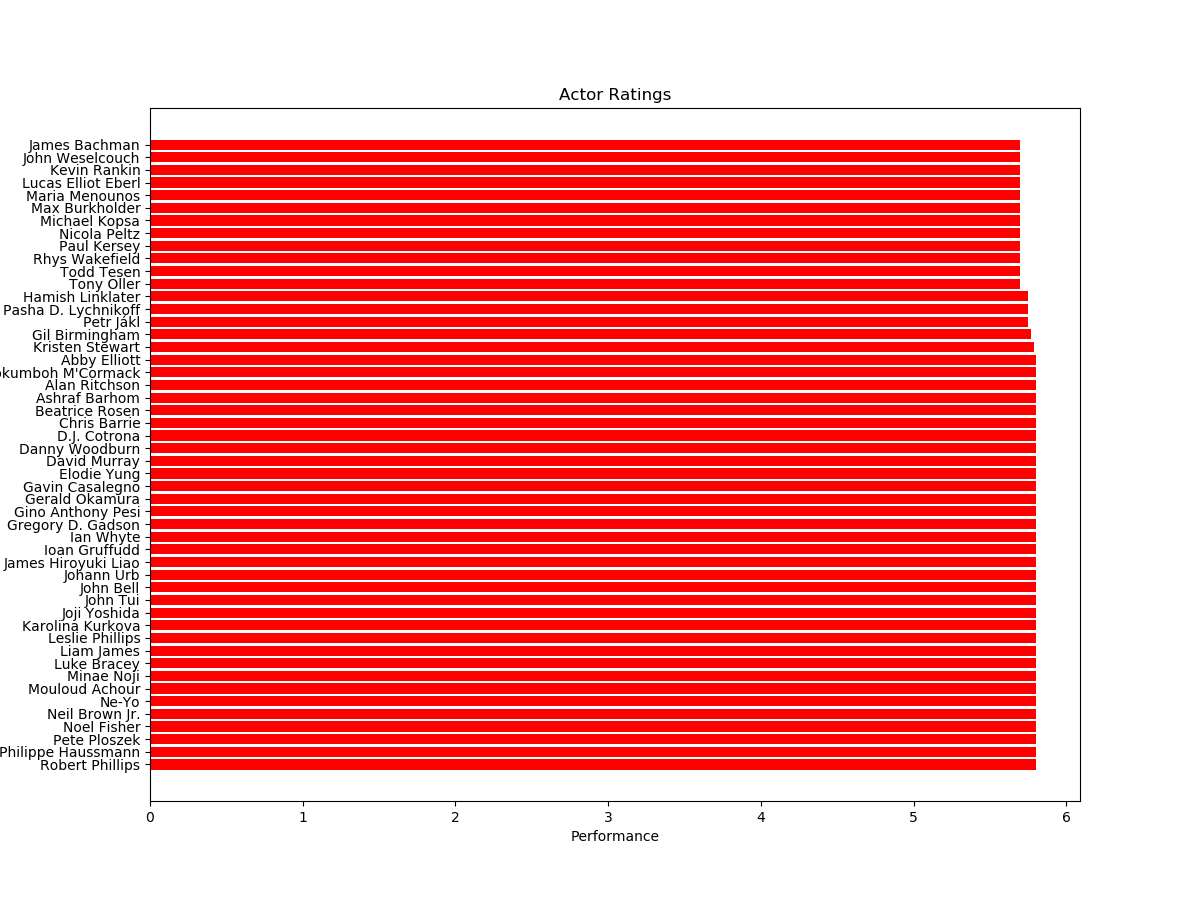 Actor Ratings
James Bachman
John Weselcouch
Kevin Rankin
Lucas Elliot Eberl
Maria Menounos
Max Burkholder
Michael Kopsa
Nicola Peltz
Paul Kersey
Rhys Wakefield
Todd Tesen
Tony Oller
Hamish Linklater
Pasha D. Lychnikoff
Petr Jákl
Gil Birmingham
Kristen Stewart
Abby Elliott
okumboh M'Cormack
Alan Ritchson
Ashraf Barhom
Beatrice Rosen
Chris Barrie
D.J. Cotrona
Danny Woodburn
David Murray
Elodie Yung
Gavin Casalegno
Gerald Okamura
Gino Anthony Pesi
Gregory D. Gadson
Ian Whyte
Ioan Gruffudd
James Hiroyuki Liao
Johann Urb
John Bell
John Tui
Joji Yoshida
Karolina Kurkova
Leslie Phillips
Liam James
Luke Bracey
Minae Noji
Mouloud Achour
Ne-Yo
Neil Brown Jr.
Noel Fisher
Pete Ploszek
Philippe Haussmann
Robert Phillips
0 1 2 3 4 5 6
Performance